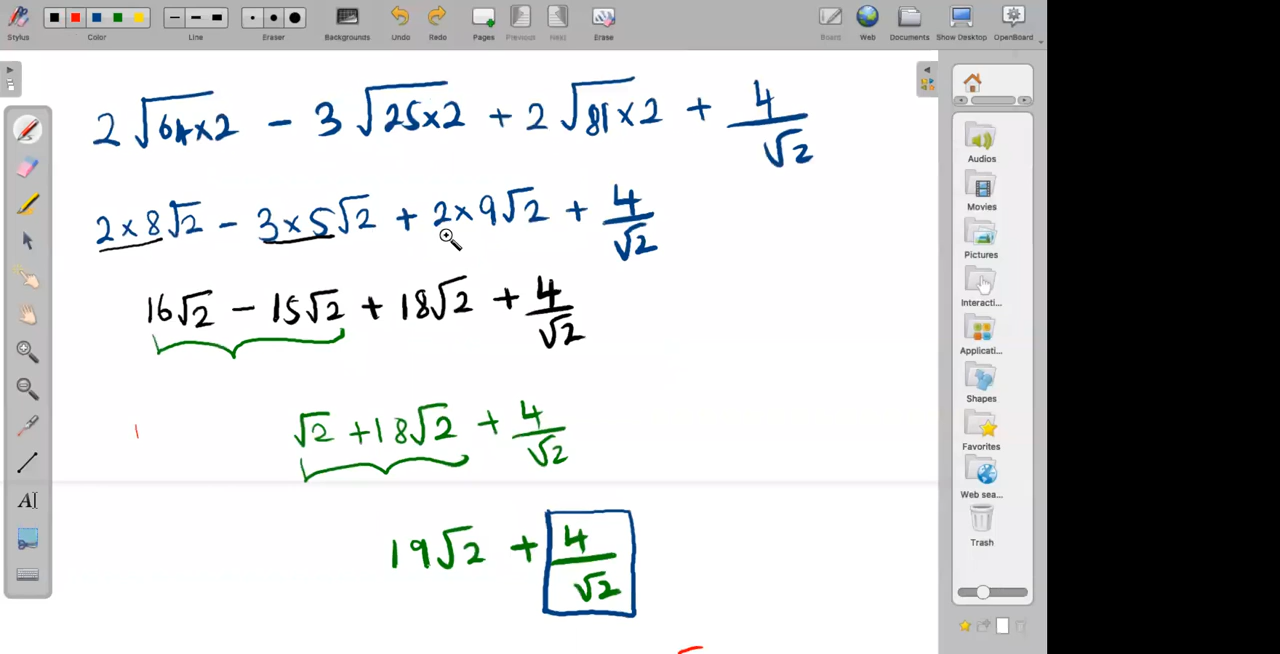 Stylus Color Line Eraser Backgrounds Undo Redo Pages Previous Next Erase Board Web Documents Show Desktop OpenBoard
2√64×2 − 3√25×2 + 2√81×2 + 4/√2
2×8√2 − 3×5√2 + 2×9√2 + 4/√2
16√2 − 15√2 + 18√2 + 4/√2
√2 + 18√2 + 4/√2
19√2 + 4/√2
Audios
Movies
Pictures
Interacti...
Applicati...
Shapes
Favorites
Web sea...
Trash